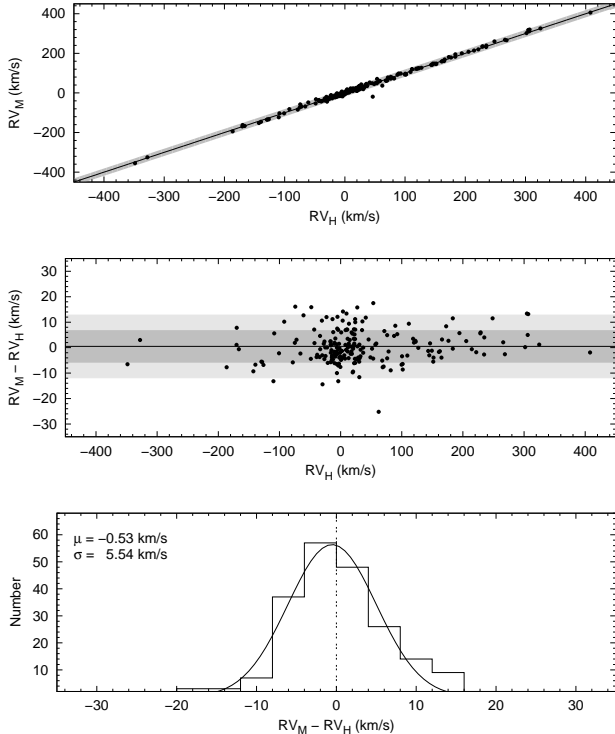 400
200
0
−200
−400
RV_M (km/s)
−400 −300 −200 −100 0 100 200 300 400
RV_H (km/s)
30
20
10
0
−10
−20
−30
RV_M − RV_H (km/s)
−400 −300 −200 −100 0 100 200 300 400
RV_H (km/s)
μ = −0.53 km/s
σ = 5.54 km/s
60
50
40
30
20
10
Number
−30 −20 −10 0 10 20 30
RV_M − RV_H (km/s)